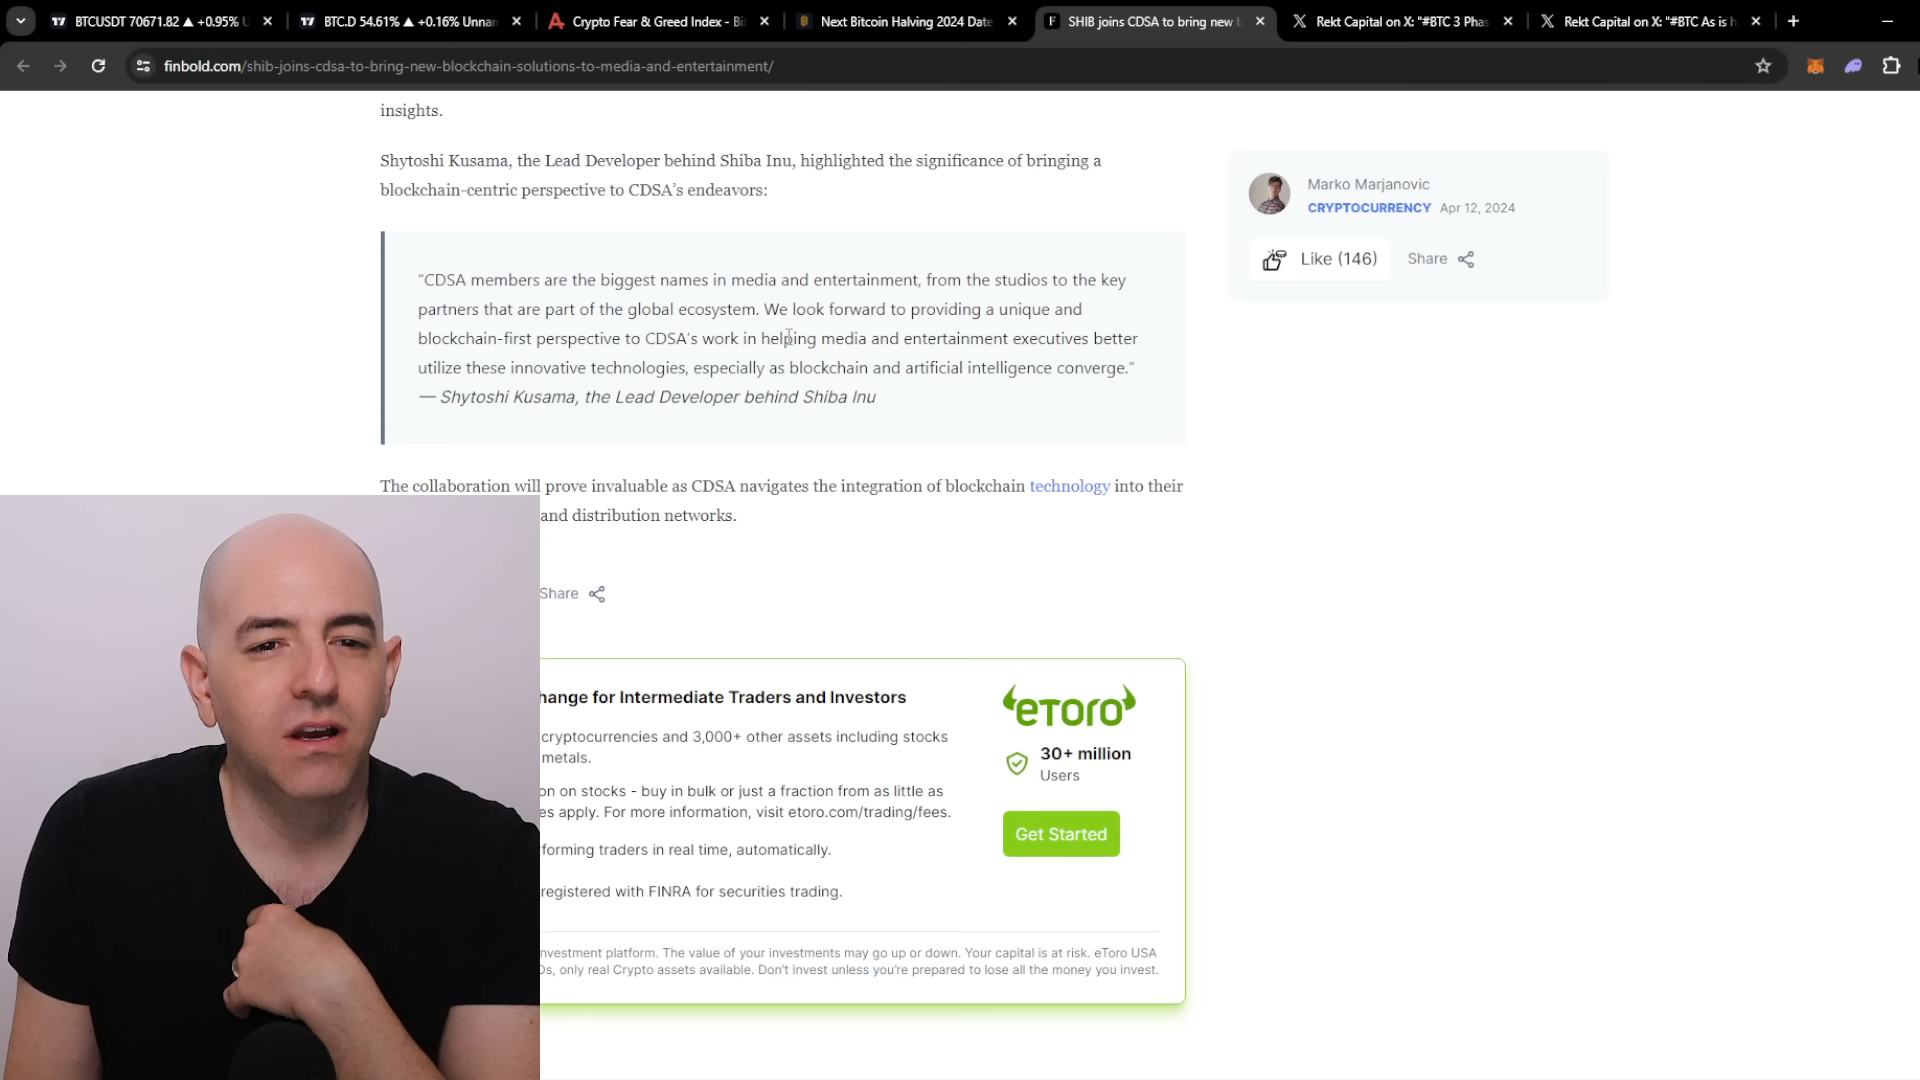 BTCUSDT 70671.82 ▲ +0.95% U
BTC.D 54.61% ▲ +0.16% Unnar
Crypto Fear & Greed Index - Bi
Next Bitcoin Halving 2024 Date
SHIB joins CDSA to bring new b
Rekt Capital on X: "#BTC 3 Phas
Rekt Capital on X: "#BTC As is h
finbold.com/shib-joins-cdsa-to-bring-new-blockchain-solutions-to-media-and-entertainment/
insights.
Shytoshi Kusama, the Lead Developer behind Shiba Inu, highlighted the significance of bringing a
blockchain-centric perspective to CDSA's endeavors:
Marko Marjanovic
CRYPTOCURRENCY Apr 12, 2024
Like (146) Share
"CDSA members are the biggest names in media and entertainment, from the studios to the key
partners that are part of the global ecosystem. We look forward to providing a unique and
blockchain-first perspective to CDSA's work in helping media and entertainment executives better
utilize these innovative technologies, especially as blockchain and artificial intelligence converge."
— Shytoshi Kusama, the Lead Developer behind Shiba Inu
The collaboration will prove invaluable as CDSA navigates the integration of blockchain technology into their
and distribution networks.
Share
hange for Intermediate Traders and Investors
cryptocurrencies and 3,000+ other assets including stocks
metals.
on on stocks - buy in bulk or just a fraction from as little as
es apply. For more information, visit etoro.com/trading/fees.
forming traders in real time, automatically.
registered with FINRA for securities trading.
eToro
30+ million
Users
Get Started
nvestment platform. The value of your investments may go up or down. Your capital is at risk. eToro USA
Ds, only real Crypto assets available. Don't invest unless you're prepared to lose all the money you invest.